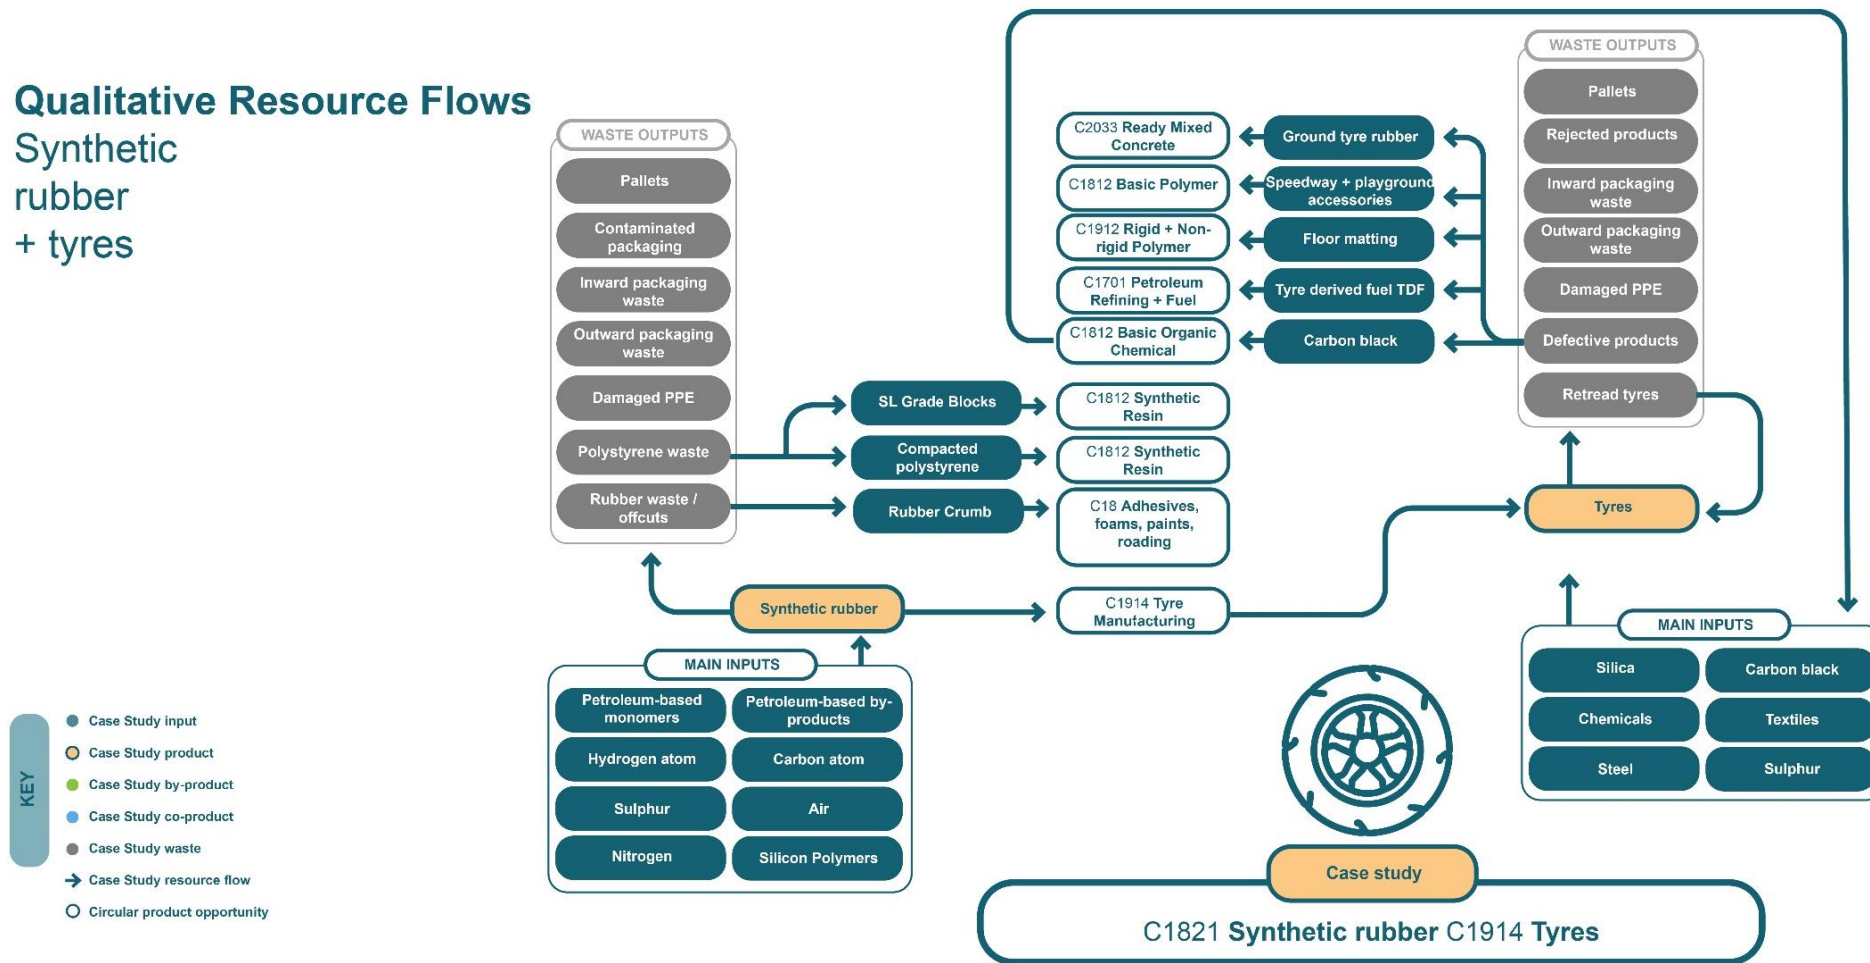 Qualitative Resource Flows
Synthetic
rubber
+ tyres
WASTE OUTPUTS
Pallets
Contaminated
packaging
Inward packaging
waste
Outward packaging
waste
Damaged PPE
Polystyrene waste
Rubber waste /
offcuts
SL Grade Blocks
Compacted
polystyrene
Rubber Crumb
C2033 Ready Mixed
Concrete
C1812 Basic Polymer
C1912 Rigid + Non-
rigid Polymer
C1701 Petroleum
Refining + Fuel
C1812 Basic Organic
Chemical
C1812 Synthetic
Resin
C1812 Synthetic
Resin
C18 Adhesives,
foams, paints,
roading
C1914 Tyre
Manufacturing
Ground tyre rubber
Speedway + playground
accessories
Floor matting
Tyre derived fuel TDF
Carbon black
WASTE OUTPUTS
Pallets
Rejected products
Inward packaging
waste
Outward packaging
waste
Damaged PPE
Defective products
Retread tyres
Tyres
Synthetic rubber
MAIN INPUTS
Petroleum-based
monomers
Petroleum-based by-
products
Hydrogen atom
Carbon atom
Sulphur
Air
Nitrogen
Silicon Polymers
MAIN INPUTS
Silica
Carbon black
Chemicals
Textiles
Steel
Sulphur
KEY
Case Study input
Case Study product
Case Study by-product
Case Study co-product
Case Study waste
Case Study resource flow
Circular product opportunity
Case study
C1821 Synthetic rubber C1914 Tyres